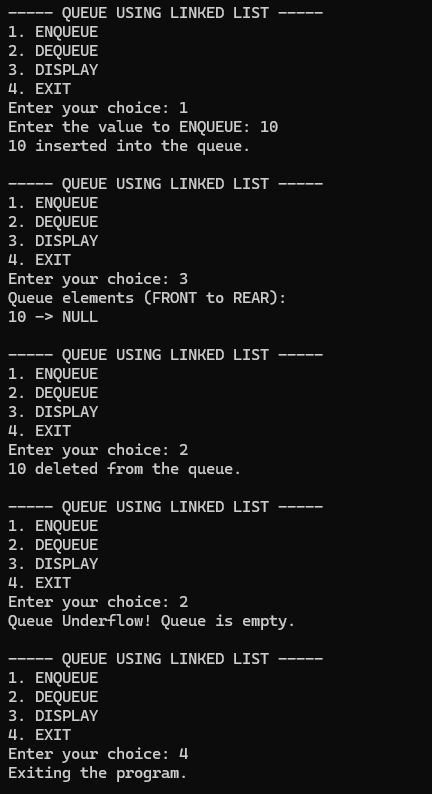 ----- QUEUE USING LINKED LIST -----
1. ENQUEUE
2. DEQUEUE
3. DISPLAY
4. EXIT
Enter your choice: 1
Enter the value to ENQUEUE: 10
10 inserted into the queue.

----- QUEUE USING LINKED LIST -----
1. ENQUEUE
2. DEQUEUE
3. DISPLAY
4. EXIT
Enter your choice: 3
Queue elements (FRONT to REAR):
10 -> NULL

----- QUEUE USING LINKED LIST -----
1. ENQUEUE
2. DEQUEUE
3. DISPLAY
4. EXIT
Enter your choice: 2
10 deleted from the queue.

----- QUEUE USING LINKED LIST -----
1. ENQUEUE
2. DEQUEUE
3. DISPLAY
4. EXIT
Enter your choice: 2
Queue Underflow! Queue is empty.

----- QUEUE USING LINKED LIST -----
1. ENQUEUE
2. DEQUEUE
3. DISPLAY
4. EXIT
Enter your choice: 4
Exiting the program.